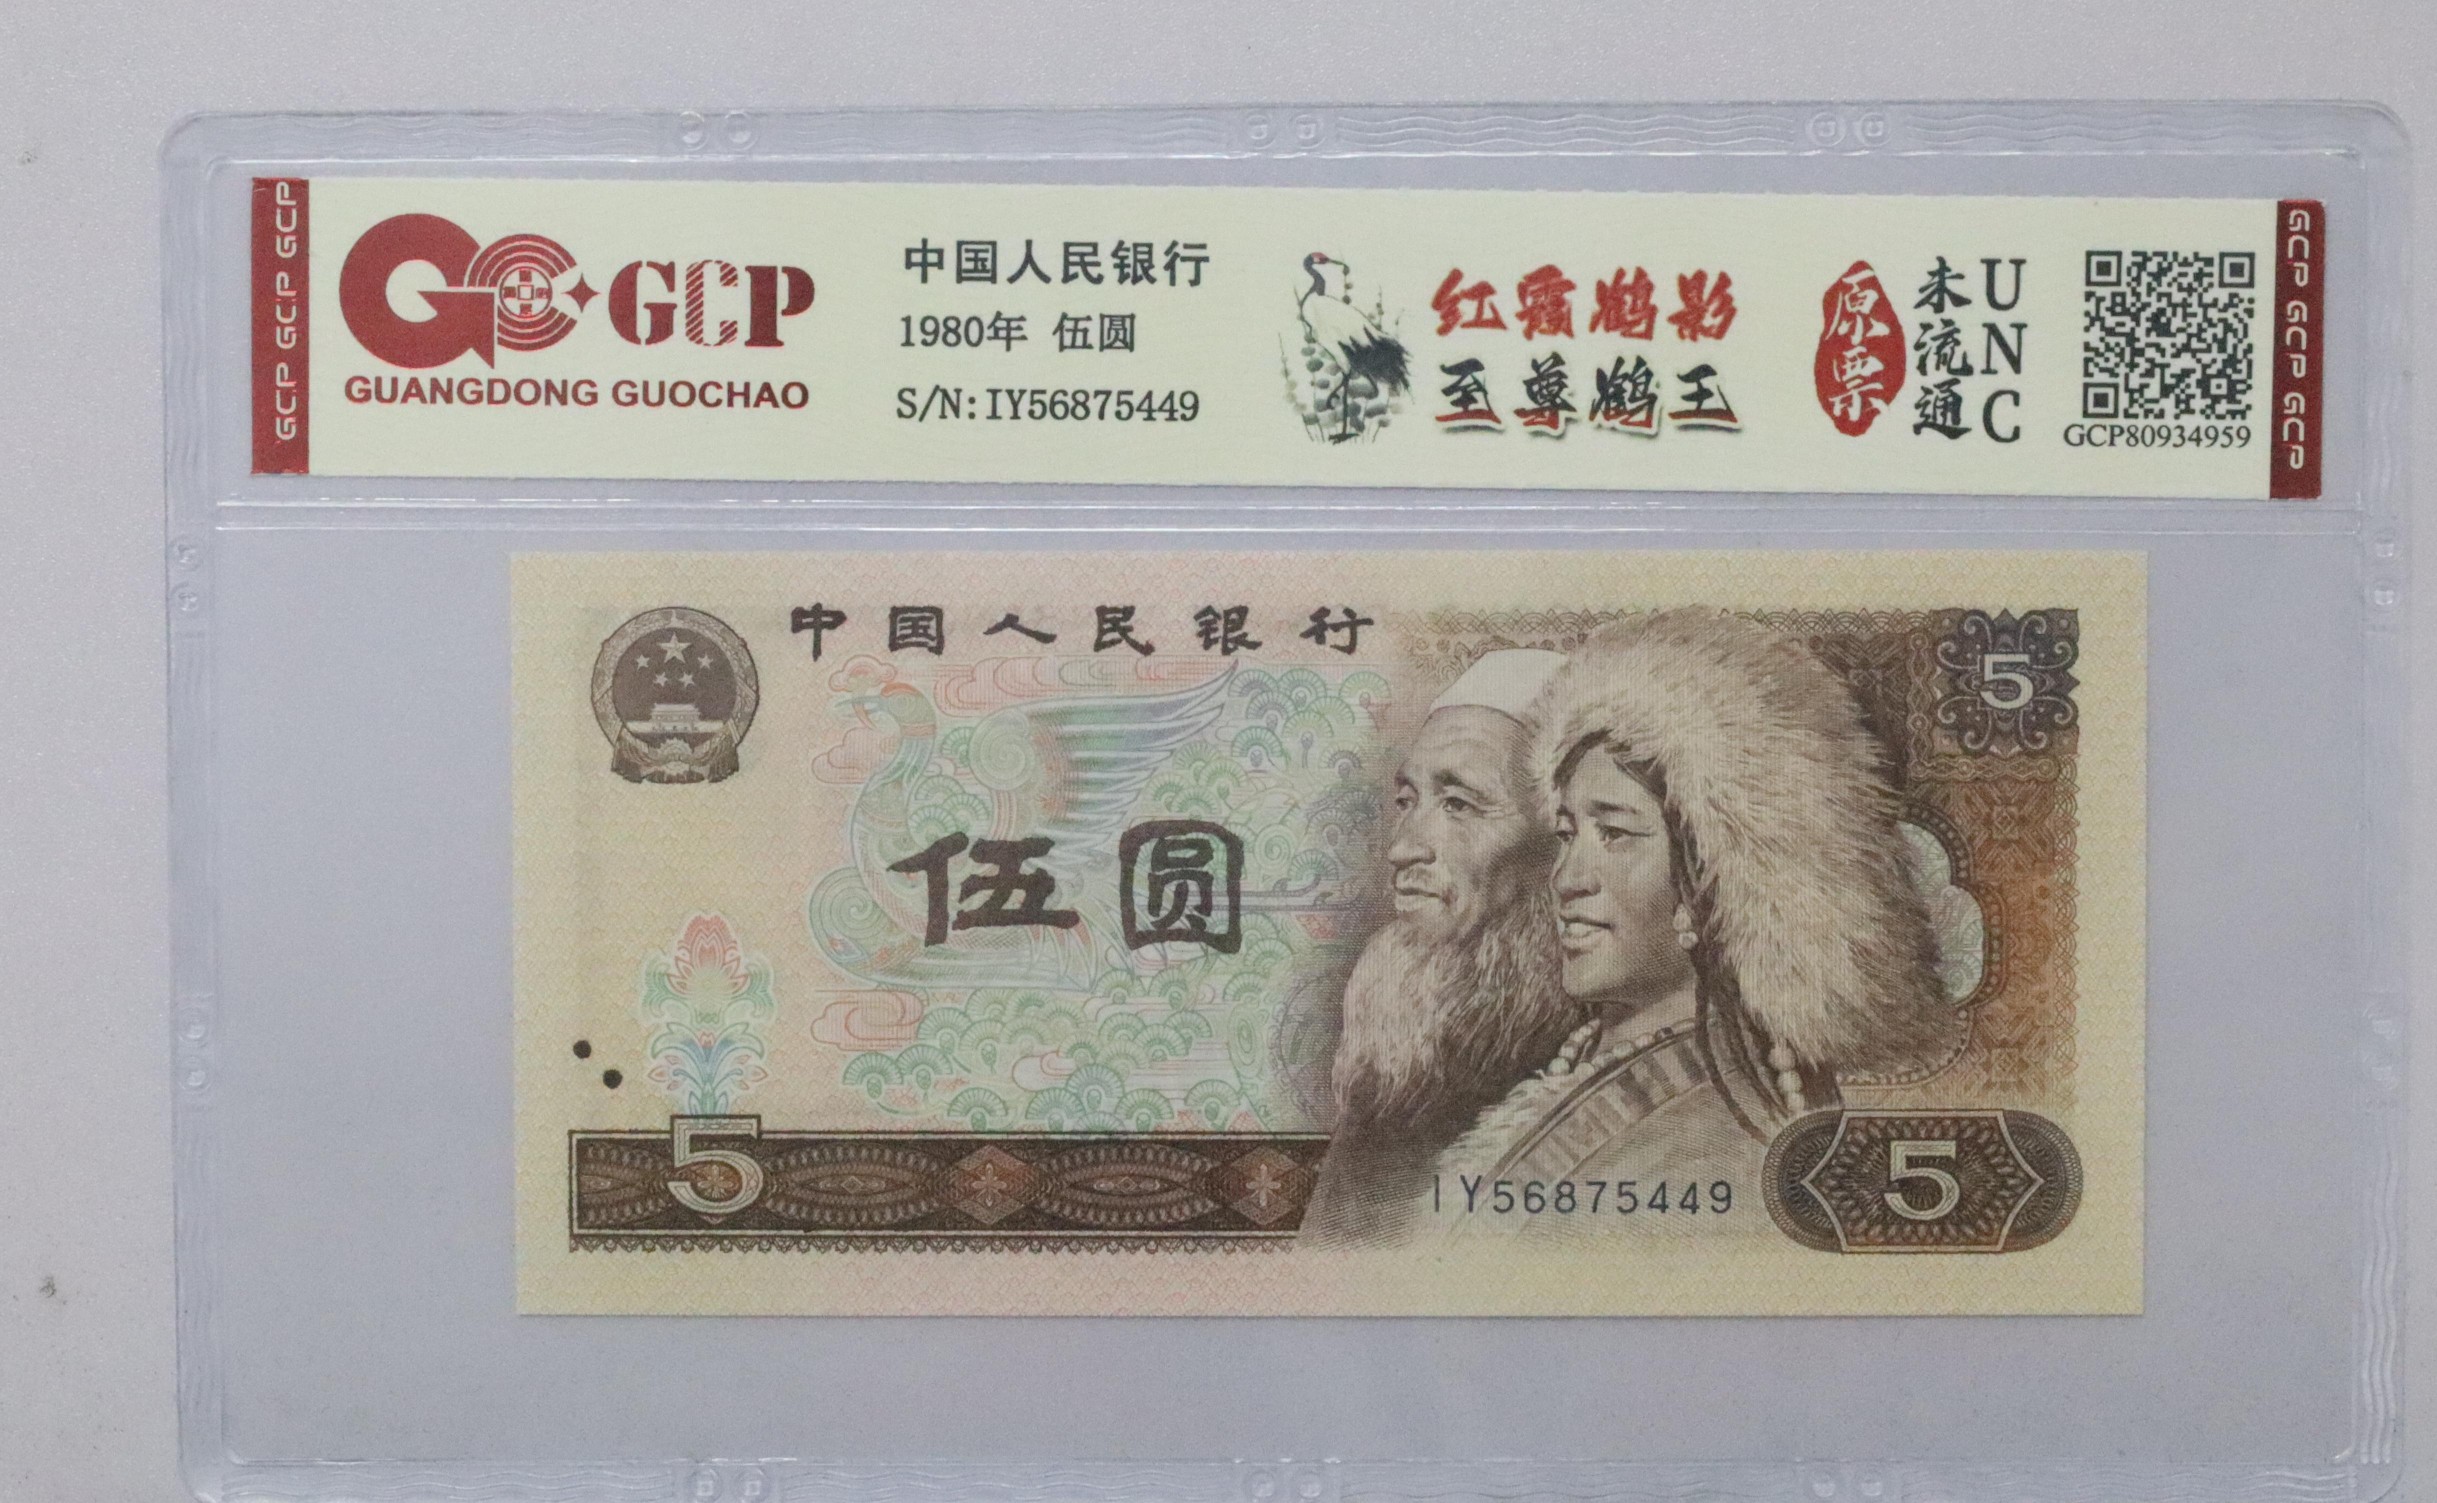 GCP GCP GCP
GCP
GUANGDONG GUOCHAO
中国人民银行
1980年 伍圆
S/N: IY56875449
红霞鹤影
至尊鹤王
原票
未流通
UNC
GCP80934959
GCP GCP GCP
中国人民银行
5
伍圆
5
IY56875449
5